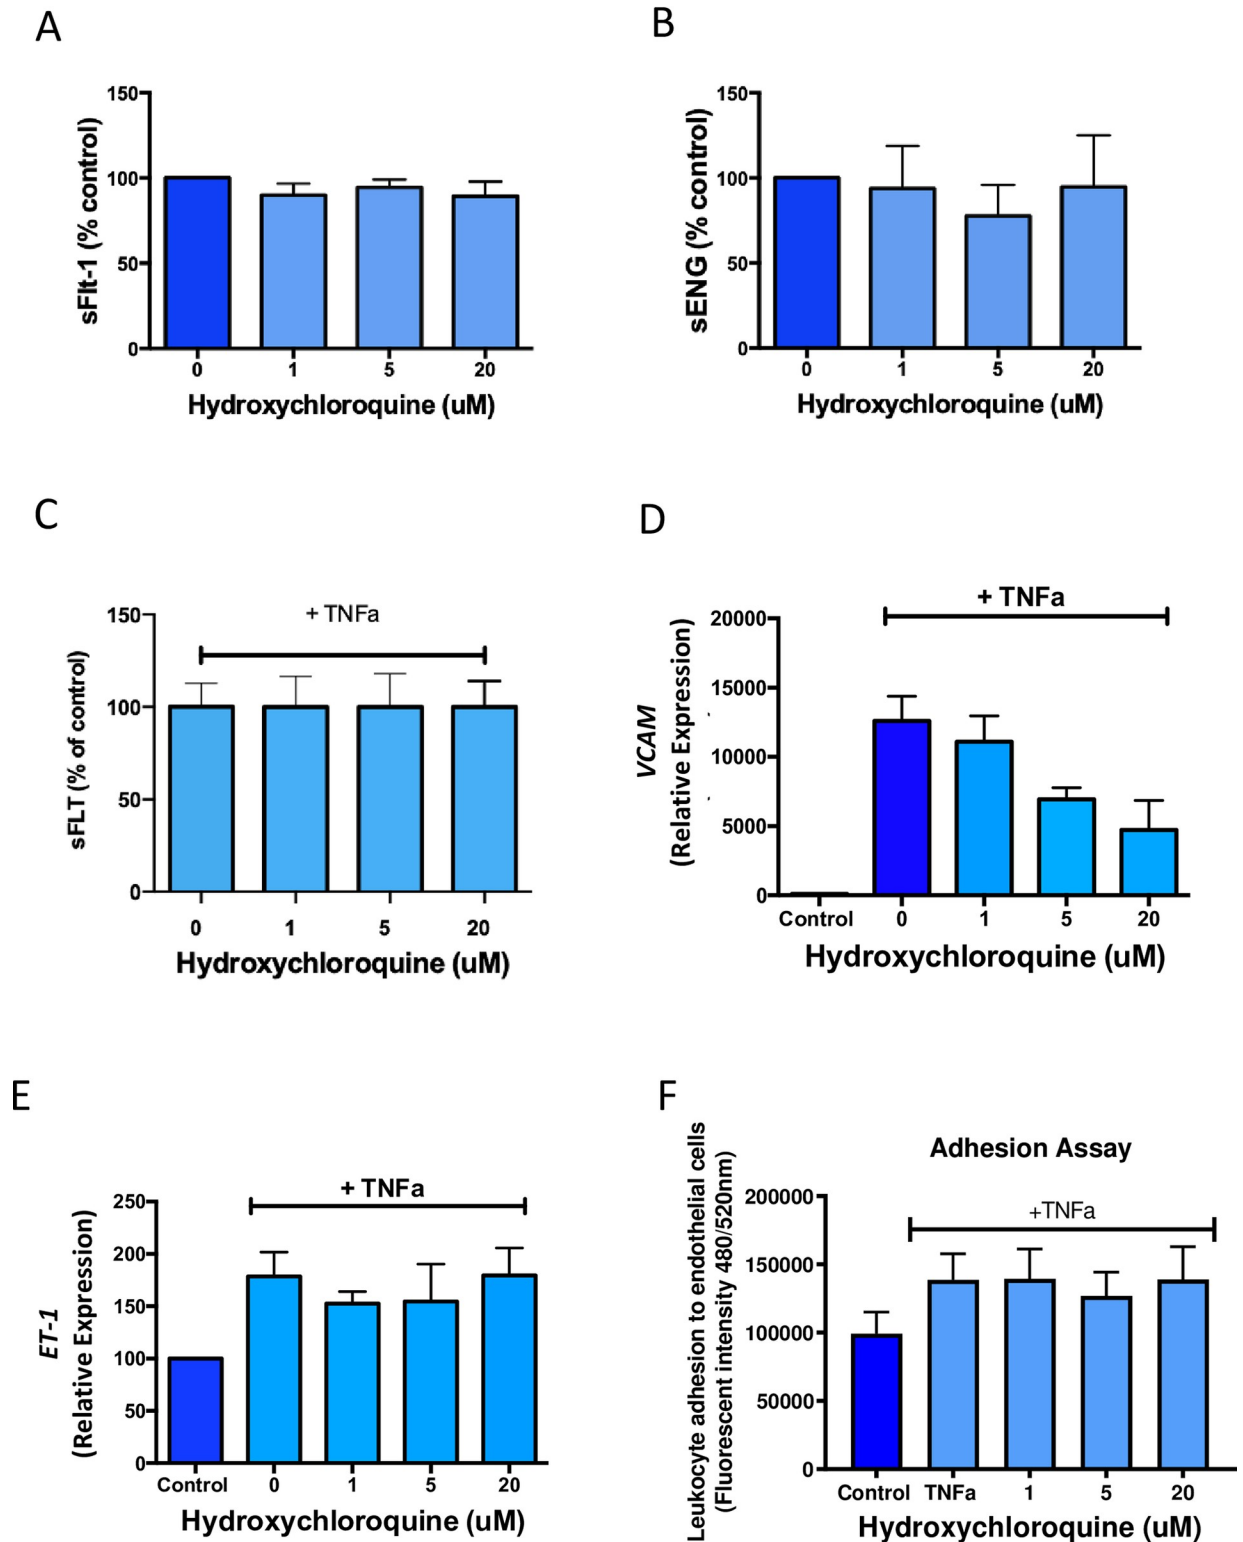 A
sFlt-1 (% control)
150
100
50
0
0 1 5 20
Hydroxychloroquine (uM)
B
sENG (% control)
150
100
50
0
0 1 5 20
Hydroxychloroquine (uM)
C
sFLT (% of control)
150
100
50
0
+ TNFa
0 1 5 20
Hydroxychloroquine (uM)
D
VCAM
(Relative Expression)
20000
15000
10000
5000
0
+ TNFa
Control 0 1 5 20
Hydroxychloroquine (uM)
E
ET-1
(Relative Expression)
250
200
150
100
50
0
+ TNFa
Control 0 1 5 20
Hydroxychloroquine (uM)
F
Adhesion Assay
Leukocyte adhesion to endothelial cells
(Fluorescent intensity 480/520nm)
200000
150000
100000
50000
0
+TNFa
Control TNFa 1 5 20
Hydroxychloroquine (uM)